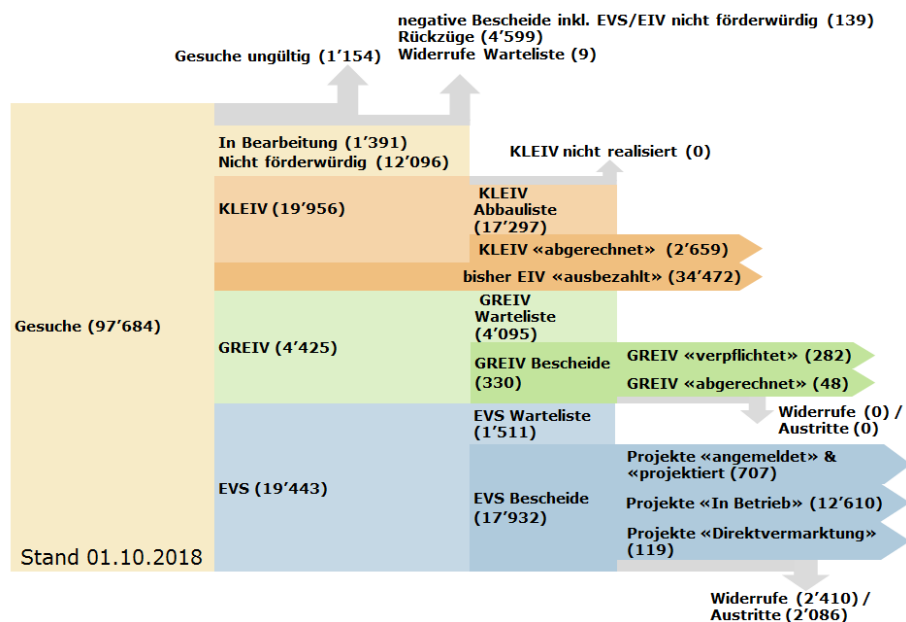 negative Bescheide inkl. EVS/EIV nicht förderwürdig (139)
Rückzüge (4’599)
Widerrufe Warteliste (9)
Gesuche ungültig (1’154)
In Bearbeitung (1’391)
Nicht förderwürdig (12’096)
KLEIV nicht realisiert (0)
KLEIV (19’956)
KLEIV
Abbauliste
(17’297)
KLEIV «abgerechnet» (2’659)
bisher EIV «ausbezahlt» (34’472)
Gesuche (97’684)
GREIV (4’425)
GREIV
Warteliste
(4’095)
GREIV Bescheide
(330)
GREIV «verpflichtet» (282)
GREIV «abgerechnet» (48)
Widerrufe (0) /
Austritte (0)
EVS (19’443)
EVS Warteliste
(1’511)
EVS Bescheide
(17’932)
Projekte «angemeldet» &
«projektiert (707)
Projekte «In Betrieb» (12’610)
Projekte «Direktvermarktung»
(119)
Stand 01.10.2018
Widerrufe (2’410) /
Austritte (2’086)